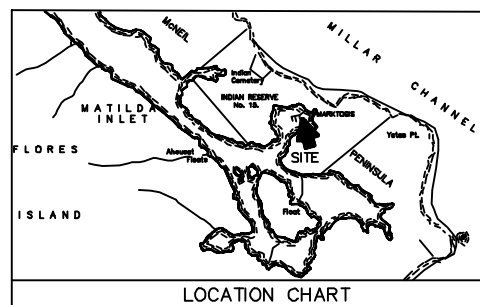 McNEIL
MILLAR
CHANNEL
Indian
Cemetery
INDIAN RESERVE
No. 15.
MATILDA
INLET
MARKTOSIS
Yates Pt.
FLORES
Ahousat
Floats
SITE
PENINSULA
Float
ISLAND
LOCATION CHART